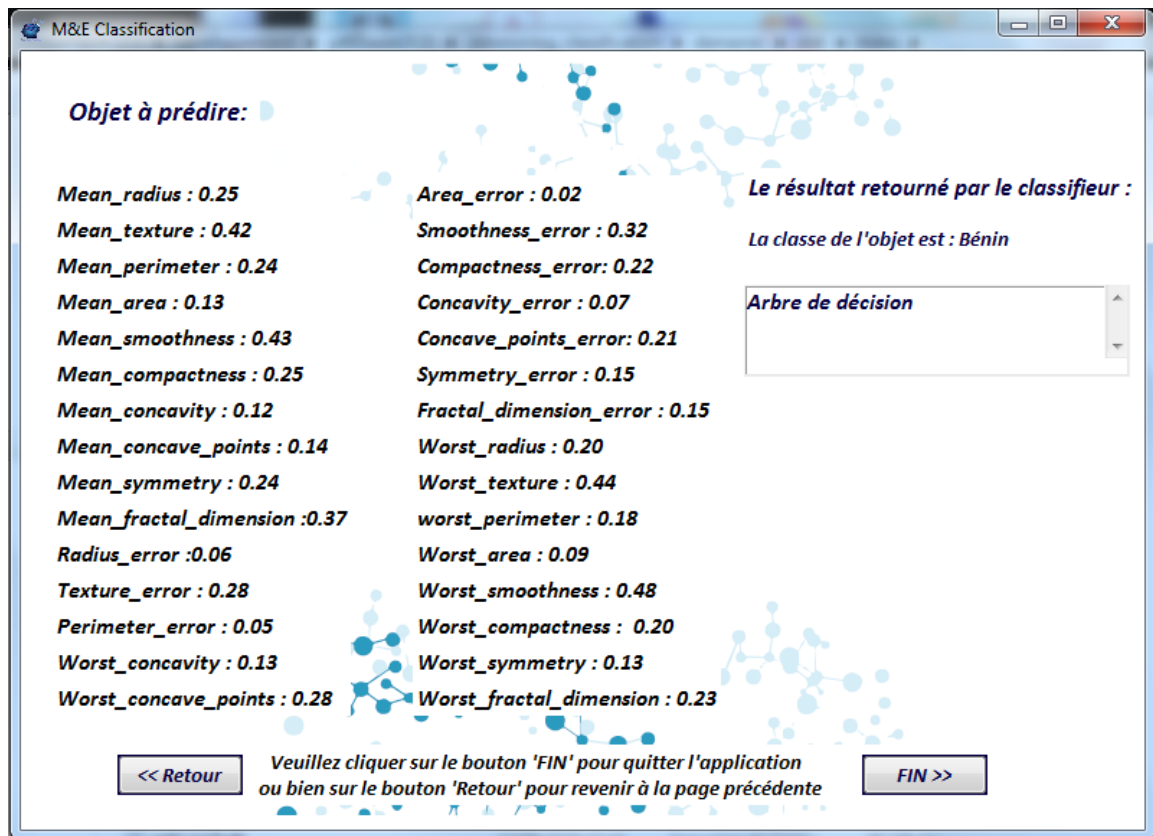 M&E Classification
Objet à prédire:
Mean_radius : 0.25
Mean_texture : 0.42
Mean_perimeter : 0.24
Mean_area : 0.13
Mean_smoothness : 0.43
Mean_compactness : 0.25
Mean_concavity : 0.12
Mean_concave_points : 0.14
Mean_symmetry : 0.24
Mean_fractal_dimension :0.37
Radius_error :0.06
Texture_error : 0.28
Perimeter_error : 0.05
Worst_concavity : 0.13
Worst_concave_points : 0.28
Area_error : 0.02
Smoothness_error : 0.32
Compactness_error: 0.22
Concavity_error : 0.07
Concave_points_error: 0.21
Symmetry_error : 0.15
Fractal_dimension_error : 0.15
Worst_radius : 0.20
Worst_texture : 0.44
worst_perimeter : 0.18
Worst_area : 0.09
Worst_smoothness : 0.48
Worst_compactness :  0.20
Worst_symmetry : 0.13
Worst_fractal_dimension : 0.23
Le résultat retourné par le classifieur :
La classe de l'objet est : Bénin
Arbre de décision
<< Retour
Veuillez cliquer sur le bouton 'FIN' pour quitter l'application
ou bien sur le bouton 'Retour' pour revenir à la page précédente
FIN >>